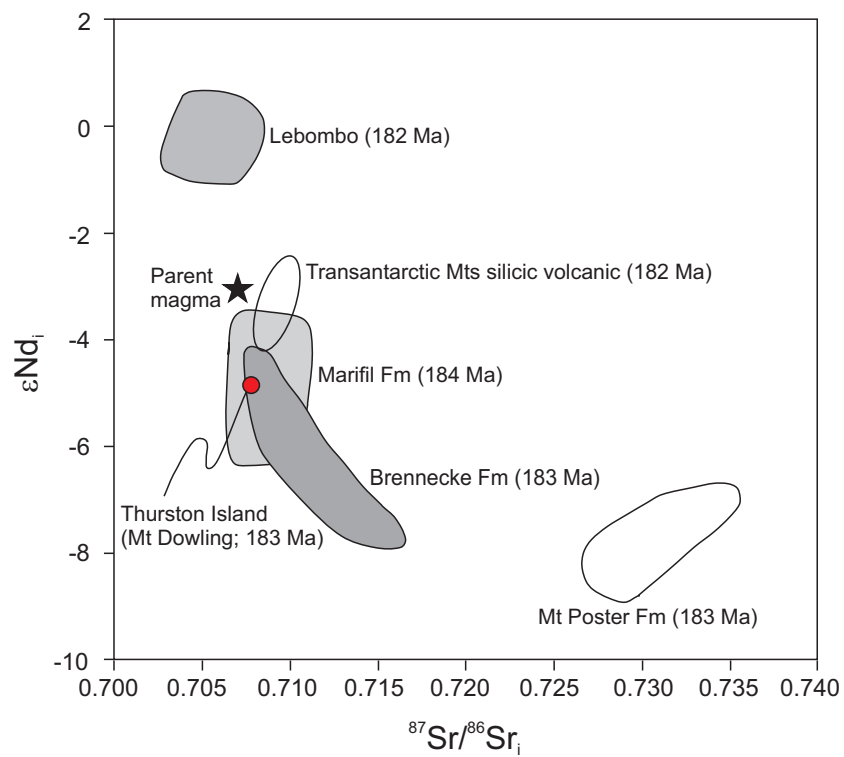 2
0
-2
-4
-6
-8
-10
εNdi
Lebombo (182 Ma)
Transantarctic Mts silicic volcanic (182 Ma)
Parent
magma
Marifil Fm (184 Ma)
Brennecke Fm (183 Ma)
Thurston Island
(Mt Dowling; 183 Ma)
Mt Poster Fm (183 Ma)
0.700 0.705 0.710 0.715 0.720 0.725 0.730 0.735 0.740
87Sr/86Sri